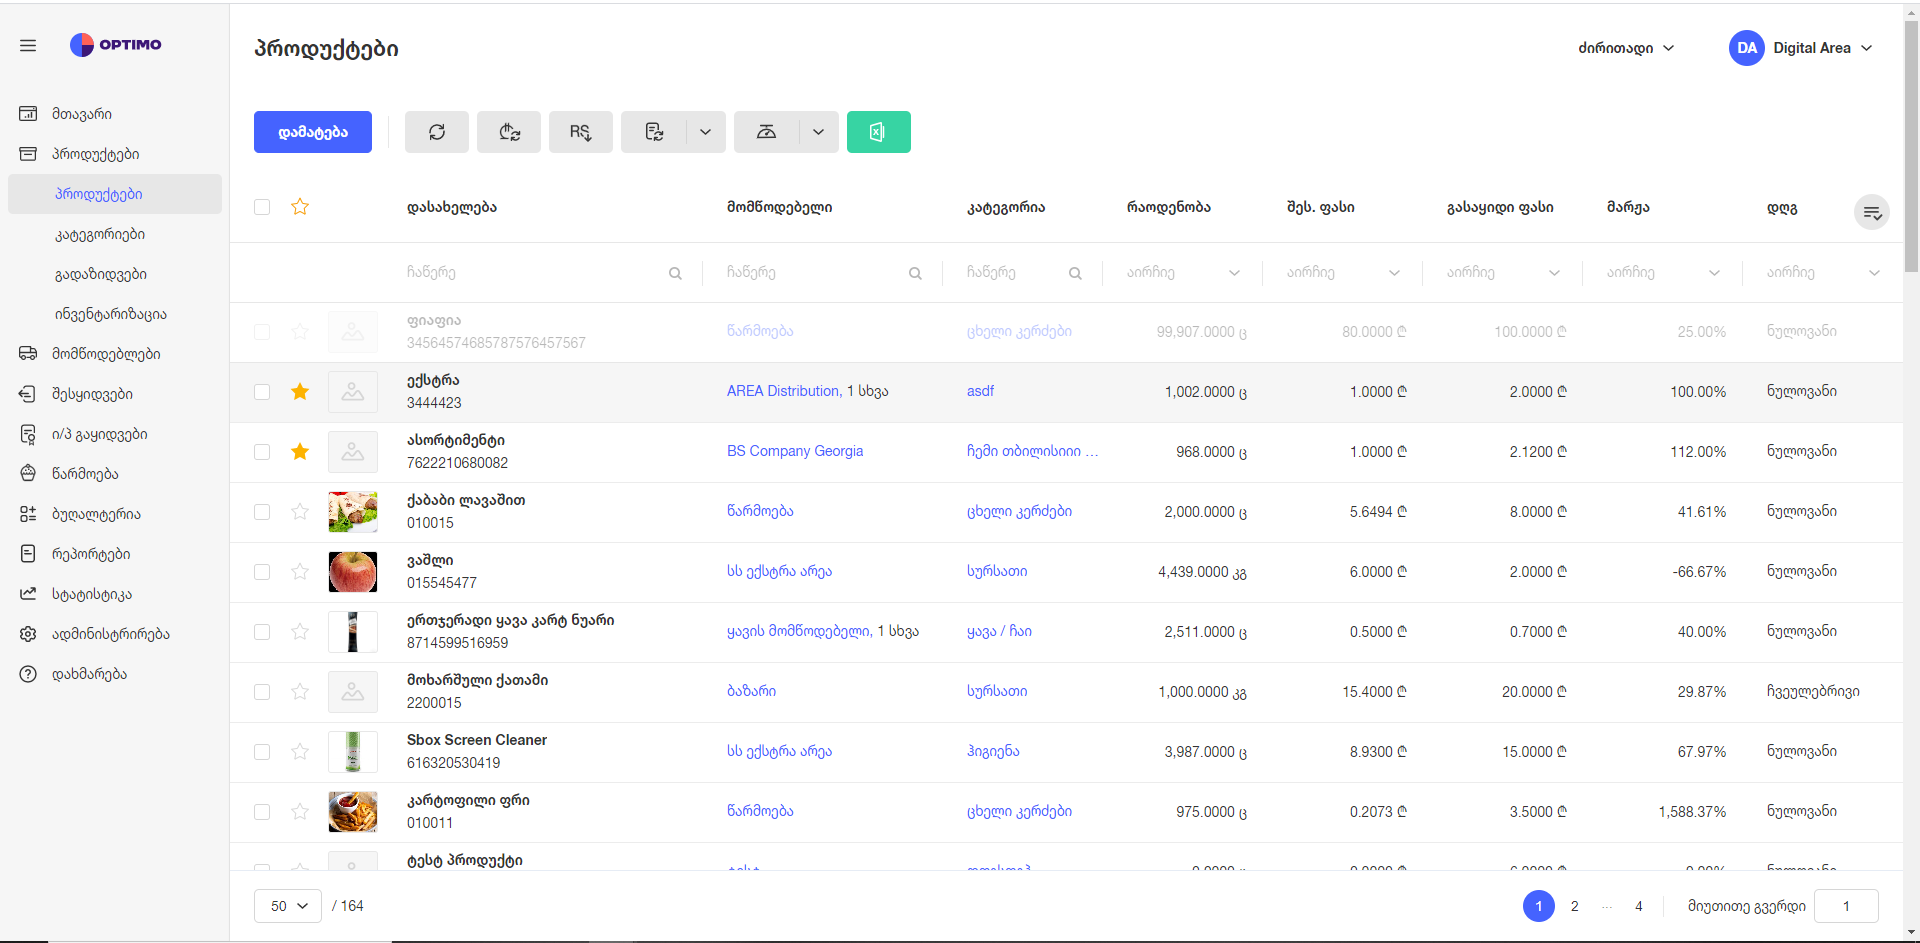 OPTIMO
პროდუქტები
ძირითადი
DA Digital Area
მთავარი
პროდუქტები
პროდუქტები
კატეგორიები
გადაზიდვები
ინვენტარიზაცია
მომწოდებლები
შესყიდვები
ი/პ გაყიდვები
წარმოება
ბუღალტერია
რეპორტები
სტატისტიკა
ადმინისტრირება
დახმარება
დამატება
RS
დასახელება მომწოდებელი კატეგორია რაოდენობა შეს. ფასი გასაყიდი ფასი მარჟა დღგ
ჩაწერე ჩაწერე ჩაწერე აირჩიე აირჩიე აირჩიე აირჩიე აირჩიე
ფიაფია
34564574685787576457567
წარმოება ცხელი კერძები 99,907.0000 ც 80.0000 ₾ 100.0000 ₾ 25.00% ნულოვანი
ექსტრა
3444423
AREA Distribution, 1 სხვა asdf 1,002.0000 ც 1.0000 ₾ 2.0000 ₾ 100.00% ნულოვანი
ასორტიმენტი
7622210680082
BS Company Georgia ჩემი თბილისიიი ... 968.0000 ც 1.0000 ₾ 2.1200 ₾ 112.00% ნულოვანი
ქაბაბი ლავაშით
010015
წარმოება ცხელი კერძები 2,000.0000 ც 5.6494 ₾ 8.0000 ₾ 41.61% ნულოვანი
ვაშლი
015545477
სს ექსტრა არეა სურსათი 4,439.0000 კგ 6.0000 ₾ 2.0000 ₾ -66.67% ნულოვანი
ერთჯერადი ყავა კარტ ნუარი
8714599516959
ყავის მომწოდებელი, 1 სხვა ყავა / ჩაი 2,511.0000 ც 0.5000 ₾ 0.7000 ₾ 40.00% ნულოვანი
მოხარშული ქათამი
2200015
ბაზარი სურსათი 1,000.0000 კგ 15.4000 ₾ 20.0000 ₾ 29.87% ჩვეულებრივი
Sbox Screen Cleaner
616320530419
სს ექსტრა არეა ჰიგიენა 3,987.0000 ც 8.9300 ₾ 15.0000 ₾ 67.97% ნულოვანი
კარტოფილი ფრი
010011
წარმოება ცხელი კერძები 975.0000 ც 0.2073 ₾ 3.5000 ₾ 1,588.37% ნულოვანი
ტესტ პროდუქტი
50 / 164
1 2 ... 4 მიუთითე გვერდი 1